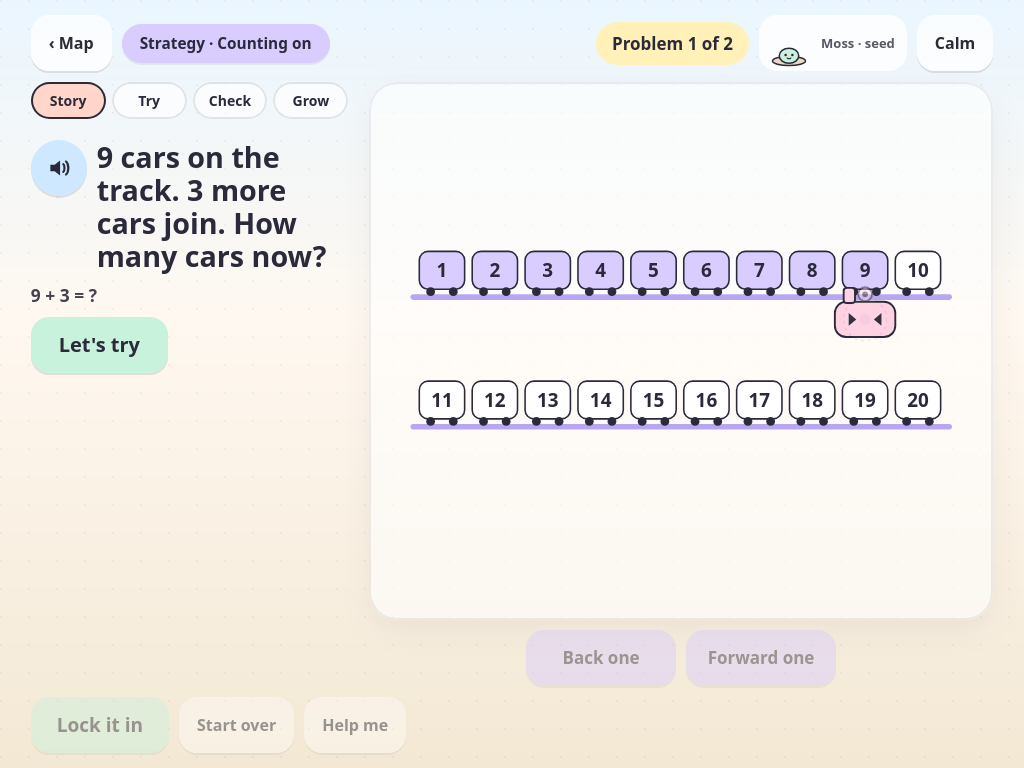 ‹ Map
Strategy · Counting on
Problem 1 of 2
Moss · seed
Calm
Story
Try
Check
Grow
9 cars on the
track. 3 more
cars join. How
many cars now?
9 + 3 = ?
Let's try
1 2 3 4 5 6 7 8 9 10
11 12 13 14 15 16 17 18 19 20
Back one
Forward one
Lock it in
Start over
Help me